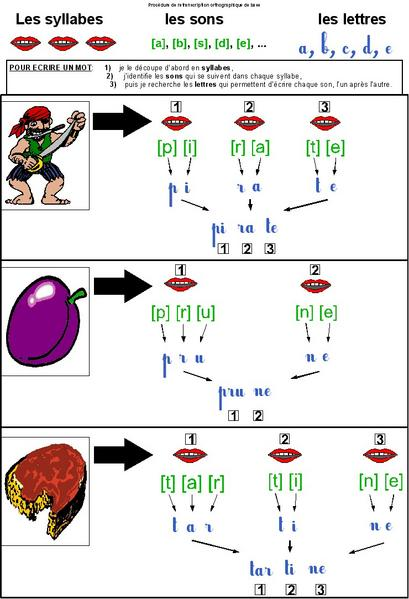 Procédure de retranscription orthographique de base
Les syllabes les sons les lettres
[a], [b], [s], [d], [e], ... a, b, c, d, e
POUR ECRIRE UN MOT: 1) je le découpe d'abord en syllabes,
2) j'identifie les sons qui se suivent dans chaque syllabe,
3) puis je recherche les lettres qui permettent d'écrire chaque son, l'un après l'autre.
1 2 3
[p] [i] [r] [a] [t] [e]
p i r a t e
pi ra te
1 2 3
1 2
[p] [r] [u] [n] [e]
p r u n e
pru ne
1 2
1 2 3
[t] [a] [r] [t] [i] [n] [e]
t a r t i n e
tar ti ne
1 2 3